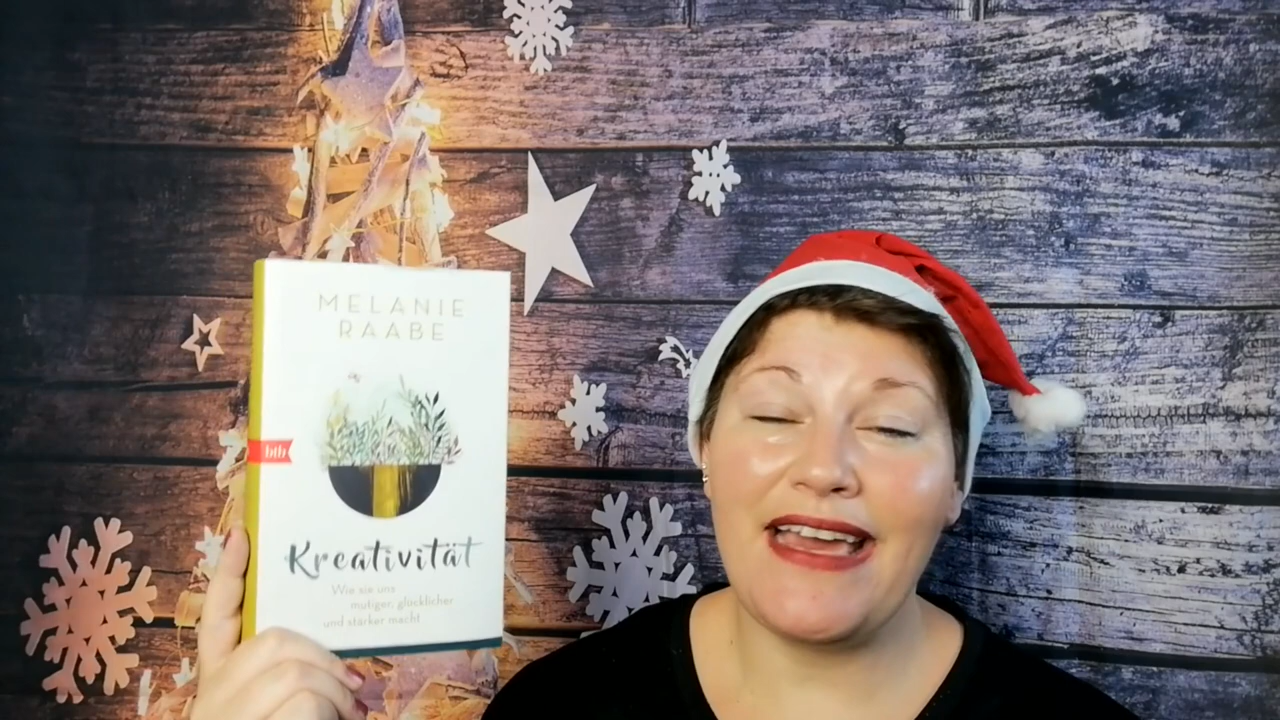 MELANIE
RAABE
btb
Kreativität
Wie sie uns
mutiger, glücklicher
und stärker macht